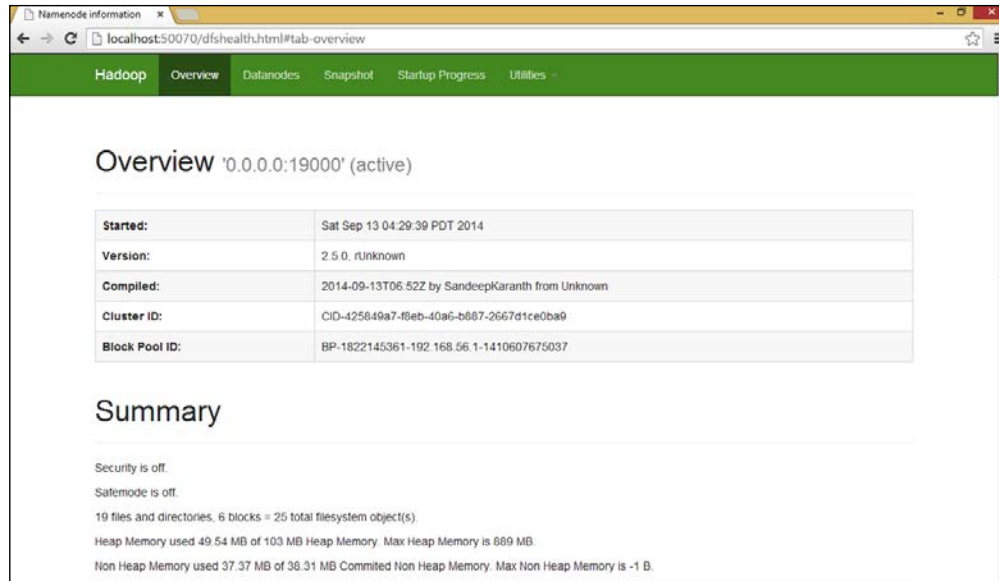 Namenode information
localhost:50070/dfshealth.html#tab-overview
Hadoop Overview Datanodes Snapshot Startup Progress Utilities
Overview '0.0.0.0:19000' (active)
Started: Sat Sep 13 04:29:39 PDT 2014
Version: 2.5.0, rUnknown
Compiled: 2014-09-13T06:52Z by SandeepKaranth from Unknown
Cluster ID: CID-425849a7-f8eb-40a6-b887-2667d1ce0ba9
Block Pool ID: BP-1822145361-192.168.56.1-1410607675037
Summary
Security is off.
Safemode is off.
19 files and directories, 6 blocks = 25 total filesystem object(s).
Heap Memory used 49.54 MB of 103 MB Heap Memory. Max Heap Memory is 889 MB.
Non Heap Memory used 37.37 MB of 38.31 MB Commited Non Heap Memory. Max Non Heap Memory is -1 B.